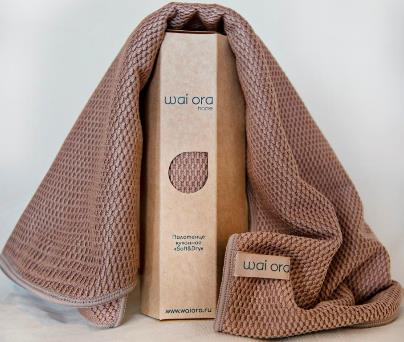 wai ora
home
Полотенце
кухонное
«Soft&Dry»
wai ora
www.waiora.ru